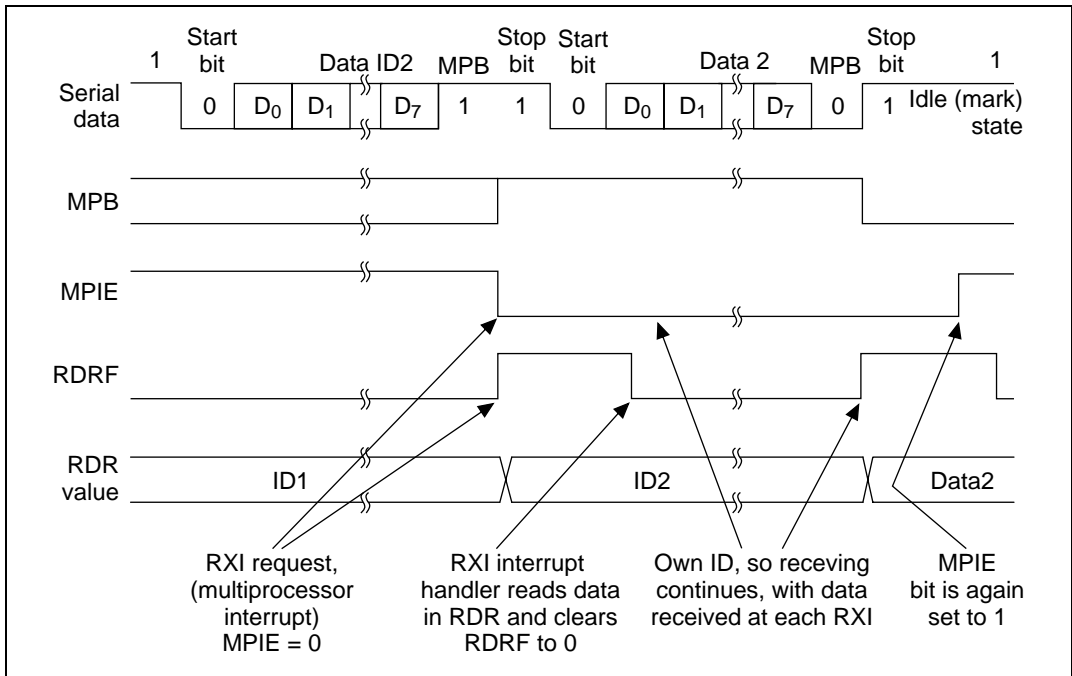 1 Start bit Data ID2 MPB Stop bit Start bit Data 2 MPB Stop bit 1
Serial data 0 D0 D1 D7 1 1 0 D0 D1 D7 0 1 Idle (mark) state
MPB
MPIE
RDRF
RDR value ID1 ID2 Data2
RXI request,
(multiprocessor
interrupt)
MPIE = 0
RXI interrupt
handler reads data
in RDR and clears
RDRF to 0
Own ID, so receving
continues, with data
received at each RXI
MPIE
bit is again
set to 1